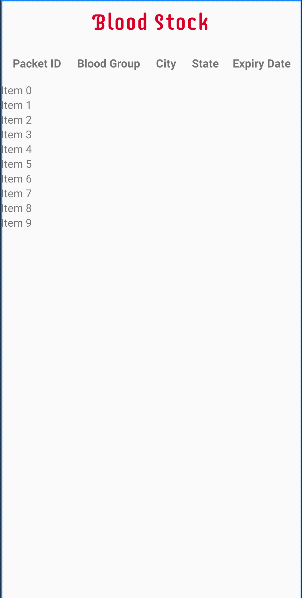 Blood Stock
Packet ID Blood Group City State Expiry Date
Item 0
Item 1
Item 2
Item 3
Item 4
Item 5
Item 6
Item 7
Item 8
Item 9